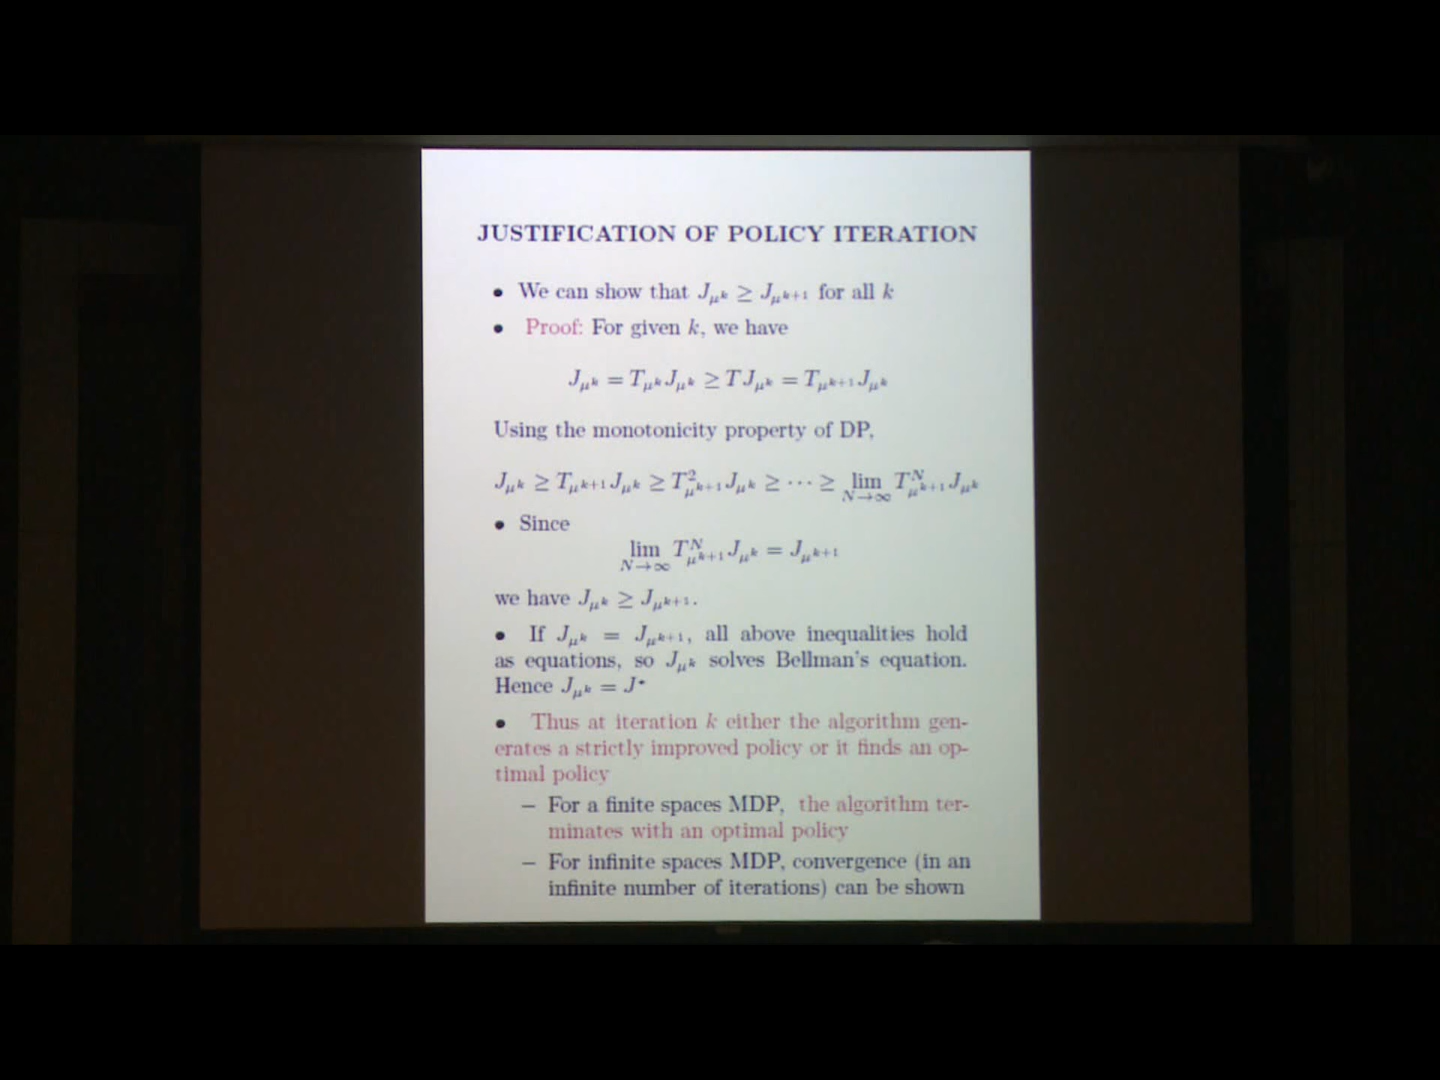 JUSTIFICATION OF POLICY ITERATION
• We can show that J_{μ^k} ≥ J_{μ^{k+1}} for all k
• Proof: For given k, we have
J_{μ^k} = T_{μ^k} J_{μ^k} ≥ T J_{μ^k} = T_{μ^{k+1}} J_{μ^k}
Using the monotonicity property of DP,
J_{μ^k} ≥ T_{μ^{k+1}} J_{μ^k} ≥ T^2_{μ^{k+1}} J_{μ^k} ≥ ··· ≥ lim_{N→∞} T^N_{μ^{k+1}} J_{μ^k}
• Since
lim_{N→∞} T^N_{μ^{k+1}} J_{μ^k} = J_{μ^{k+1}}
we have J_{μ^k} ≥ J_{μ^{k+1}}.
• If J_{μ^k} = J_{μ^{k+1}}, all above inequalities hold
as equations, so J_{μ^k} solves Bellman's equation.
Hence J_{μ^k} = J*
• Thus at iteration k either the algorithm gen-
erates a strictly improved policy or it finds an op-
timal policy
– For a finite spaces MDP, the algorithm ter-
minates with an optimal policy
– For infinite spaces MDP, convergence (in an
infinite number of iterations) can be shown